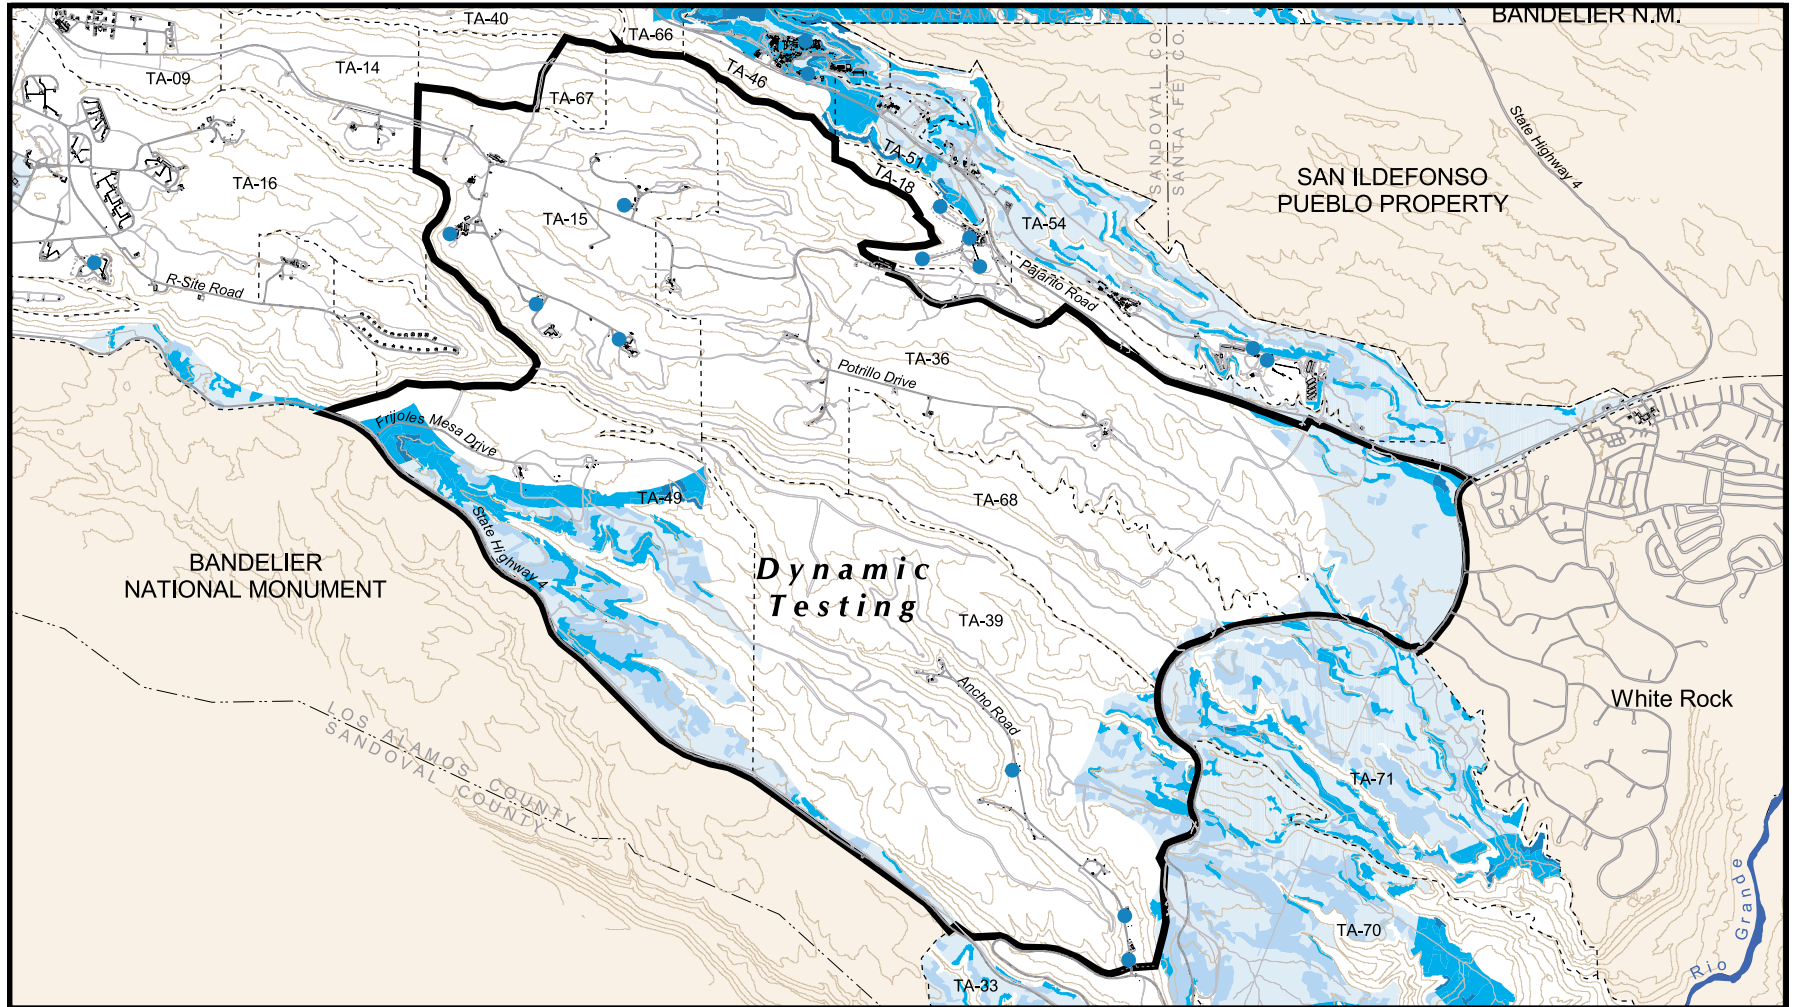 TA-40
LOS ALAMOS COUNT
BANDELIER N.M.
TA-66
TA-09
TA-14
TA-46
TA-67
SANDOVAL CO.
SANTA FE CO.
State Highway 4
TA-51
TA-16
TA-18
SAN ILDEFONSO
PUEBLO PROPERTY
TA-15
TA-54
R-Site Road
Pajarito Road
TA-36
Potrillo Drive
Frijoles Mesa Drive
TA-49
TA-68
State Highway 4
BANDELIER
NATIONAL MONUMENT
Dynamic
Testing
TA-39
Ancho Road
White Rock
LOS ALAMOS COUNTY
SANDOVAL COUNTY
TA-71
TA-70
Rio Grande
TA-33